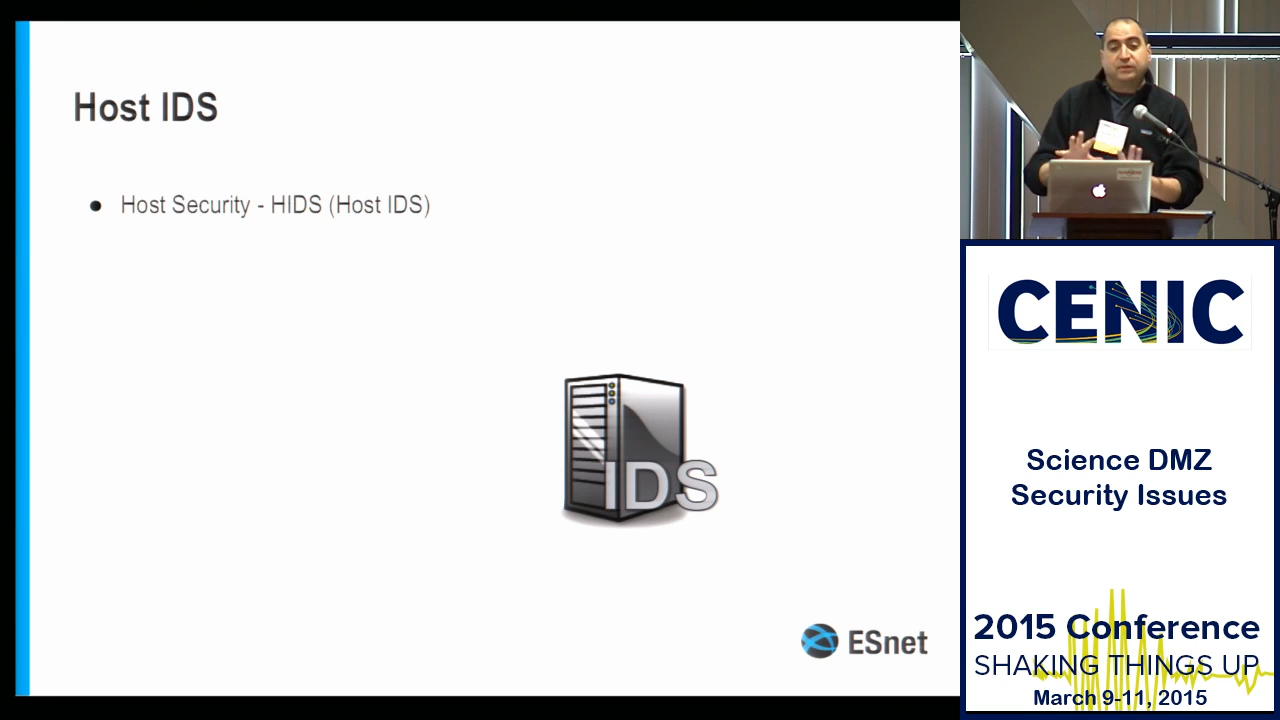 Host IDS
● Host Security - HIDS (Host IDS)
IDS
ESnet
CENIC
Science DMZ
Security Issues
2015 Conference
SHAKING THINGS UP
March 9-11, 2015